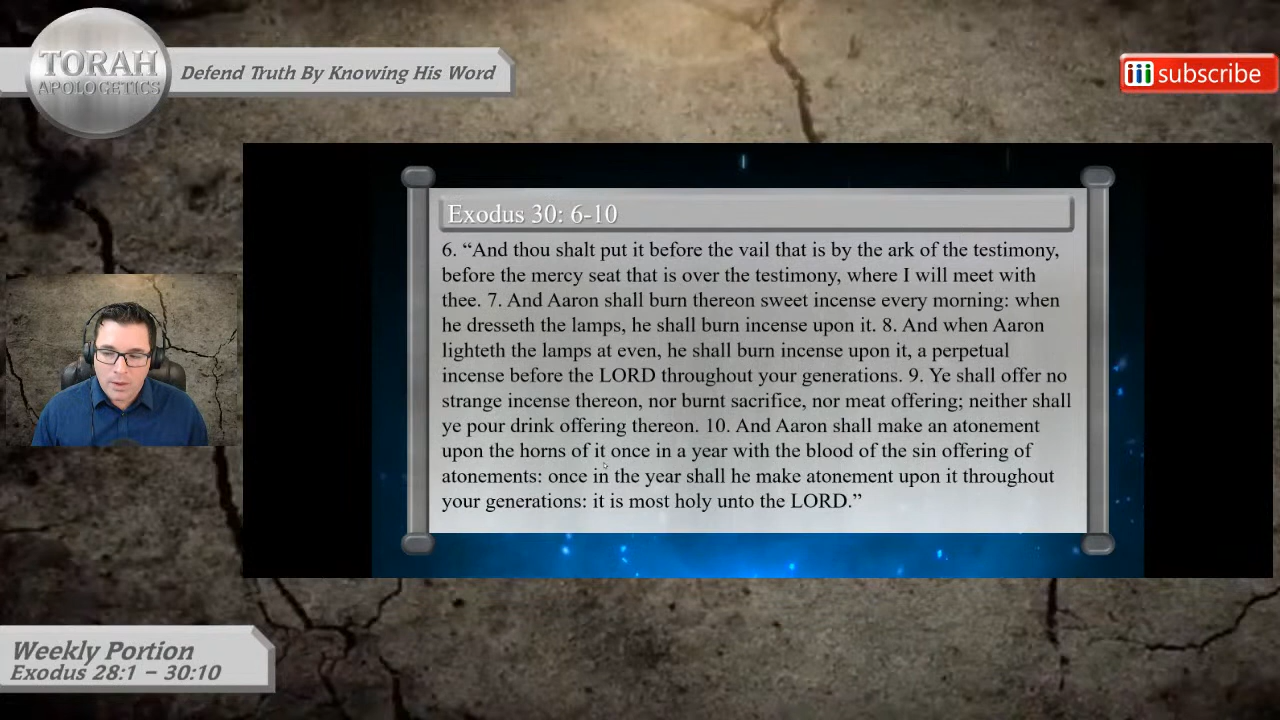 TORAH
APOLOGETICS
Defend Truth By Knowing His Word
subscribe
Exodus 30: 6-10
6. “And thou shalt put it before the vail that is by the ark of the testimony,
before the mercy seat that is over the testimony, where I will meet with
thee. 7. And Aaron shall burn thereon sweet incense every morning: when
he dresseth the lamps, he shall burn incense upon it. 8. And when Aaron
lighteth the lamps at even, he shall burn incense upon it, a perpetual
incense before the LORD throughout your generations. 9. Ye shall offer no
strange incense thereon, nor burnt sacrifice, nor meat offering; neither shall
ye pour drink offering thereon. 10. And Aaron shall make an atonement
upon the horns of it once in a year with the blood of the sin offering of
atonements: once in the year shall he make atonement upon it throughout
your generations: it is most holy unto the LORD.”
Weekly Portion
Exodus 28:1 – 30:10